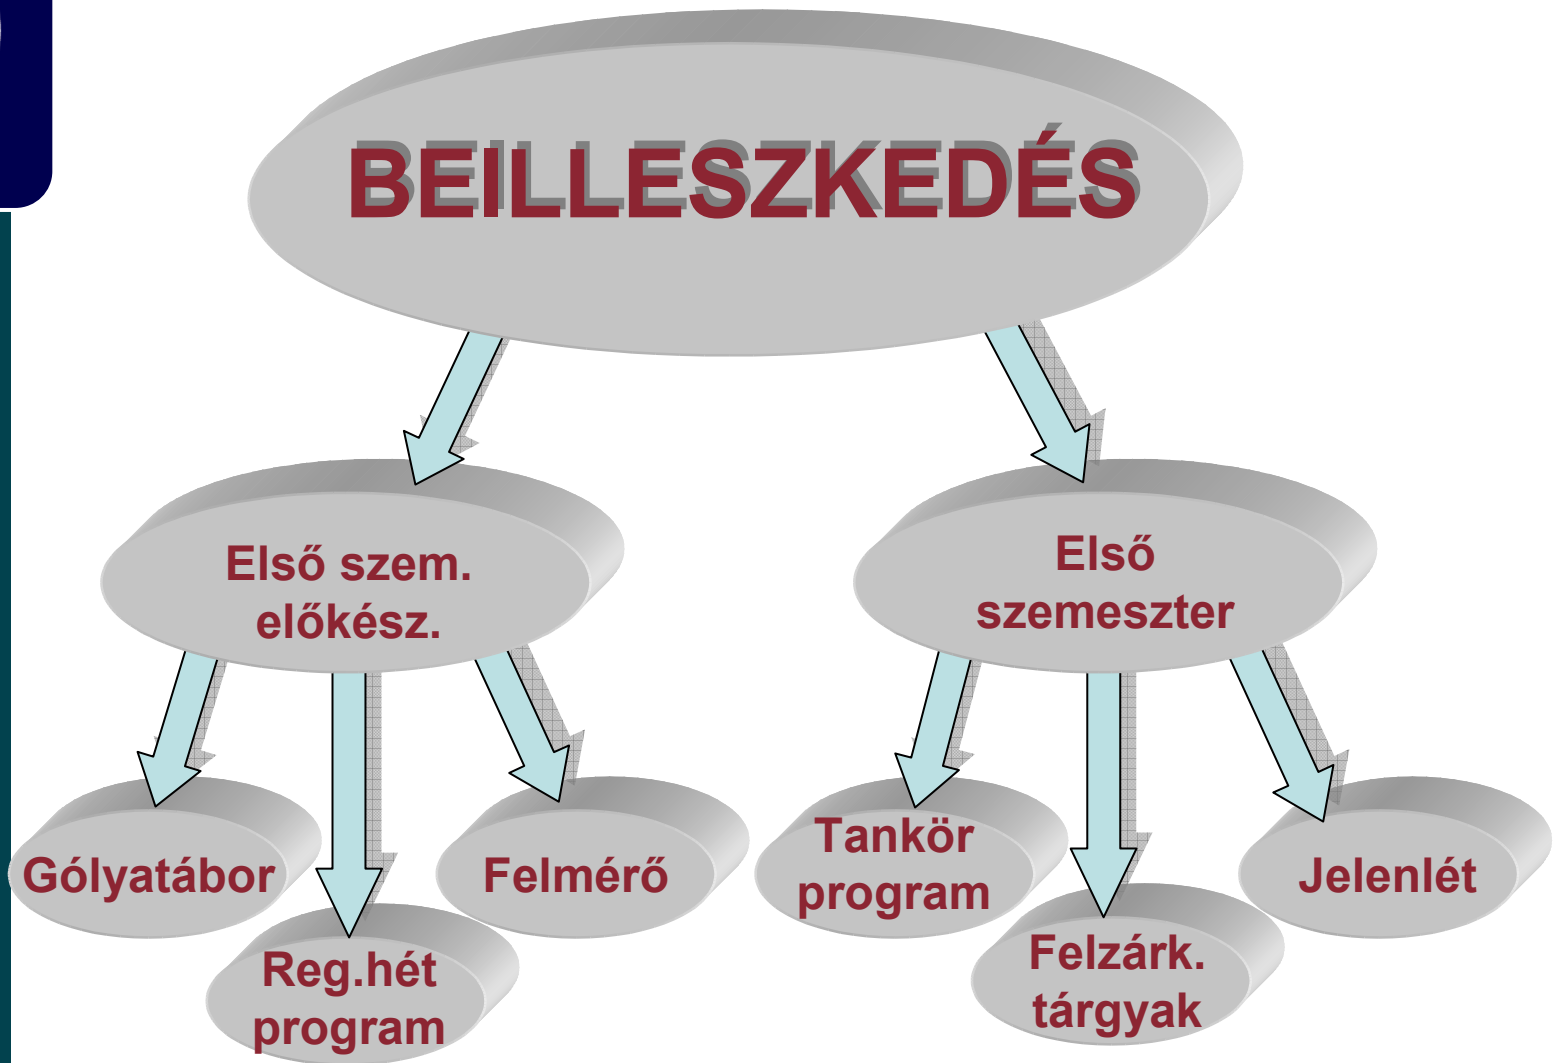 BEILLESZKEDÉS
Első szem.
előkész.
Első
szemeszter
Gólyatábor
Reg.hét
program
Felmérő
Tankör
program
Felzárk.
tárgyak
Jelenlét